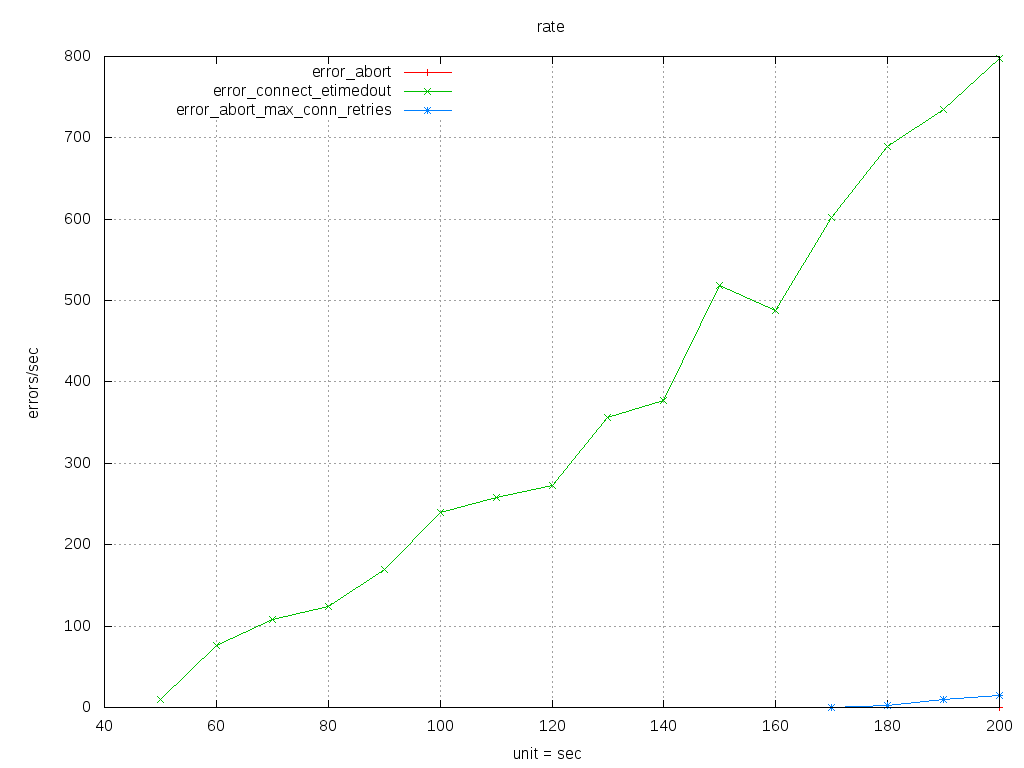 rate
800
700
600
500
400
300
200
100
0
errors/sec
error_abort
error_connect_etimedout
error_abort_max_conn_retries
40 60 80 100 120 140 160 180 200
unit = sec